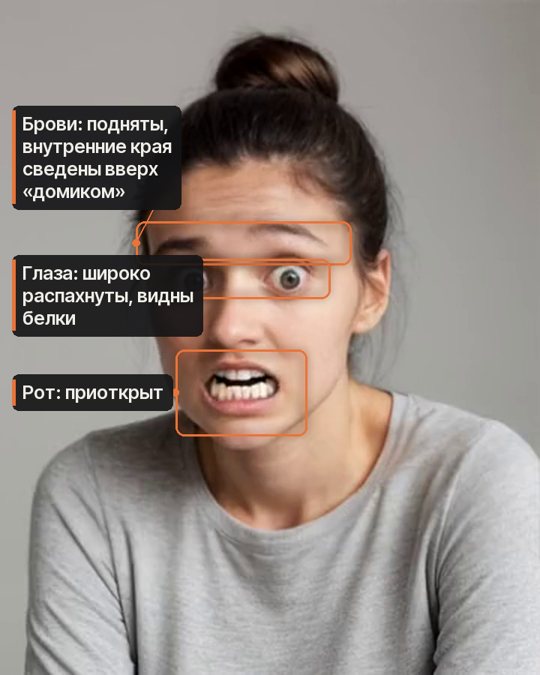 Брови: подняты,
внутренние края
сведены вверх
«домиком»
Глаза: широко
распахнуты, видны
белки
Рот: приоткрыт